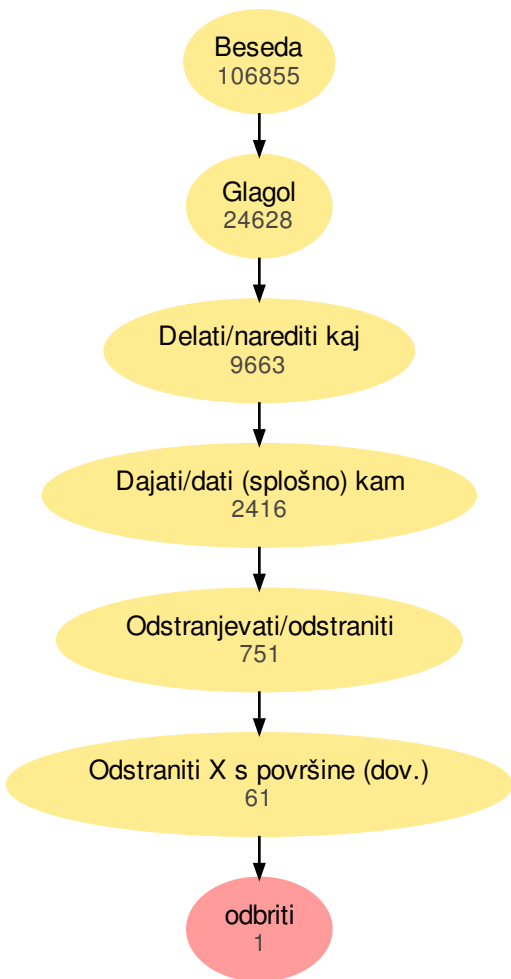 Beseda
106855
Glagol
24628
Delati/narediti kaj
9663
Dajati/dati (splošno) kam
2416
Odstranjevati/odstraniti
751
Odstraniti X s površine (dov.)
61
odbriti
1